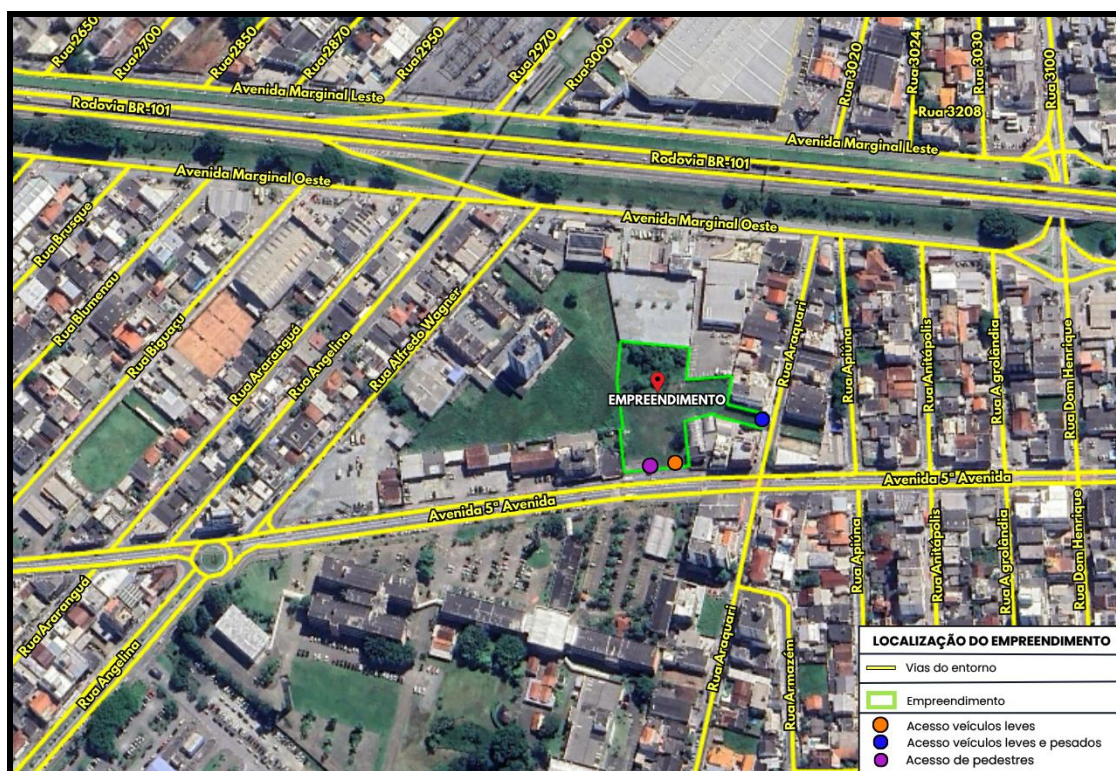 Rua 2650
Rua 2700
Rua 2850
Rua 2870
Rua 2950
Rua 2970
Rua 3000
Rua 3020
Rua 3024
Rua 3030
Rua 3100
Rua 3208
Avenida Marginal Leste
Rodovia BR-101
Avenida Marginal Leste
Rodovia BR-101
Avenida Marginal Oeste
Avenida Marginal Oeste
Rua Brusque
Rua Blumenau
Rua Biguaçu
Rua Araranguá
Rua Angelina
Rua Alfredo Wagner
Rua Araquari
Rua Apiúna
Rua Anitápolis
Rua Agrolândia
Rua Dom Henrique
EMPREENDIMENTO
Avenida 5ª Avenida
Avenida 5ª Avenida
Rua Araranguá
Rua Angelina
Rua Araquari
Rua Armazém
Rua Apiúna
Rua Anitápolis
Rua Agrolândia
Rua Dom Henrique
LOCALIZAÇÃO DO EMPREENDIMENTO
Vias do entorno
Empreendimento
Acesso veículos leves
Acesso veículos leves e pesados
Acesso de pedestres